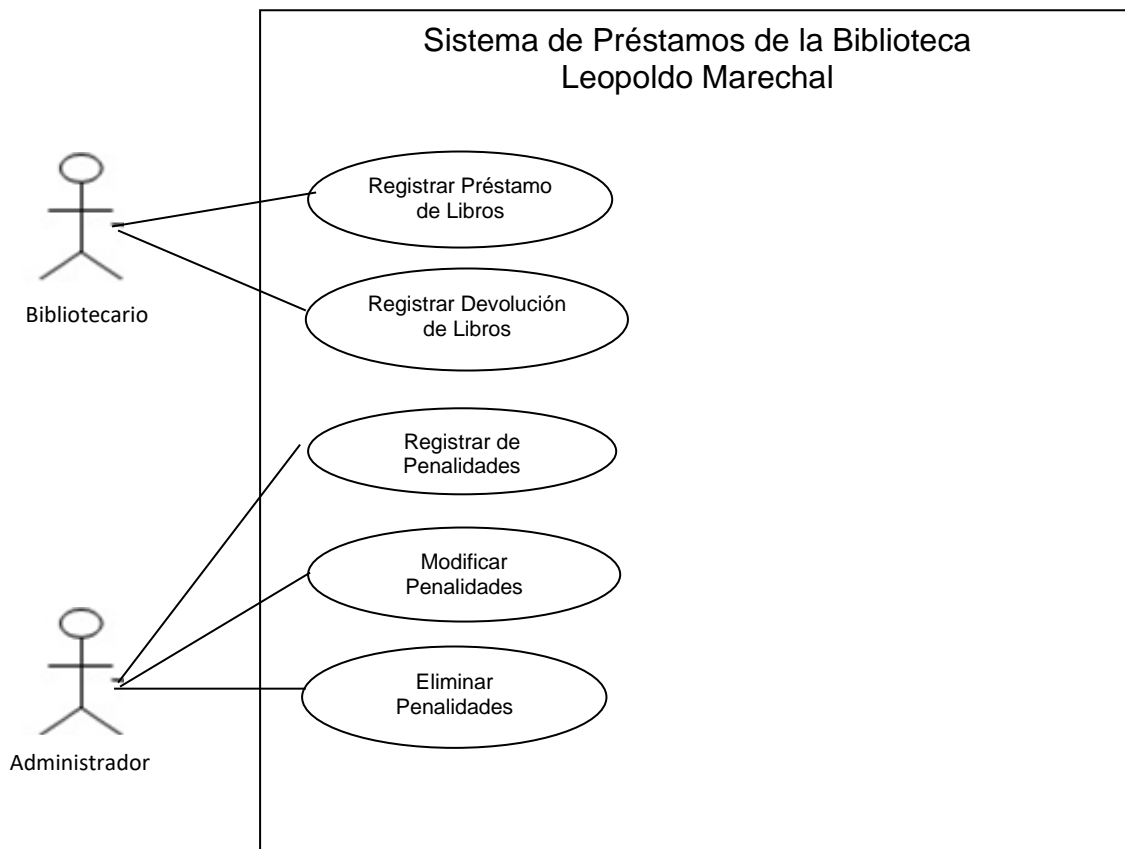 Sistema de Préstamos de la Biblioteca
Leopoldo Marechal
Registrar Préstamo
de Libros
Bibliotecario
Registrar Devolución
de Libros
Registrar de
Penalidades
Modificar
Penalidades
Eliminar
Penalidades
Administrador